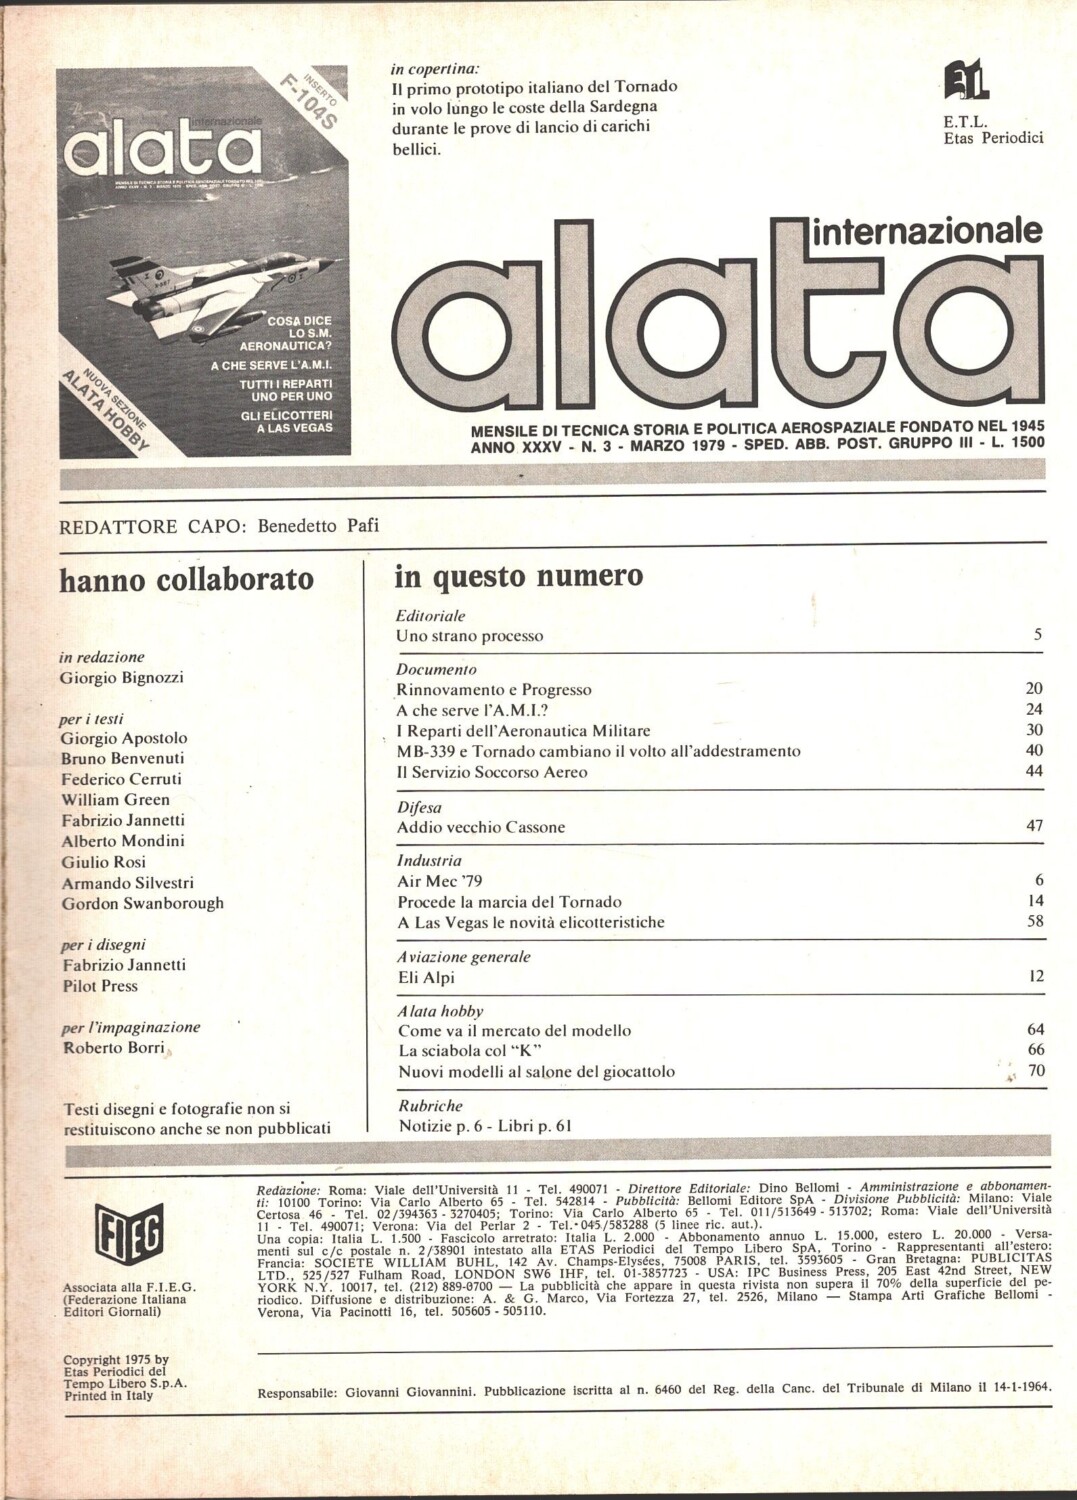 INSERTO
F-104S
internazionale
alata
COSA DICE
LO S.M.
AERONAUTICA?
A CHE SERVE L'A.M.I.
TUTTI I REPARTI
UNO PER UNO
GLI ELICOTTERI
A LAS VEGAS
NUOVA SEZIONE
ALATA HOBBY
in copertina:
Il primo prototipo italiano del Tornado
in volo lungo le coste della Sardegna
durante le prove di lancio di carichi
bellici.
ETL
E.T.L.
Etas Periodici
internazionale
alata
MENSILE DI TECNICA STORIA E POLITICA AEROSPAZIALE FONDATO NEL 1945
ANNO XXXV - N. 3 - MARZO 1979 - SPED. ABB. POST. GRUPPO III - L. 1500
REDATTORE CAPO: Benedetto Pafi
hanno collaborato
in redazione
Giorgio Bignozzi
per i testi
Giorgio Apostolo
Bruno Benvenuti
Federico Cerruti
William Green
Fabrizio Jannetti
Alberto Mondini
Giulio Rosi
Armando Silvestri
Gordon Swanborough
per i disegni
Fabrizio Jannetti
Pilot Press
per l'impaginazione
Roberto Borri
Testi disegni e fotografie non si
restituiscono anche se non pubblicati
in questo numero
Editoriale
Uno strano processo 5
Documento
Rinnovamento e Progresso 20
A che serve l'A.M.I.? 24
I Reparti dell'Aeronautica Militare 30
MB-339 e Tornado cambiano il volto all'addestramento 40
Il Servizio Soccorso Aereo 44
Difesa
Addio vecchio Cassone 47
Industria
Air Mec '79 6
Procede la marcia del Tornado 14
A Las Vegas le novità elicotteristiche 58
Aviazione generale
Eli Alpi 12
Alata hobby
Come va il mercato del modello 64
La sciabola col "K" 66
Nuovi modelli al salone del giocattolo 70
Rubriche
Notizie p. 6 - Libri p. 61
FIEG
Associata alla F.I.E.G.
(Federazione Italiana
Editori Giornali)
Copyright 1975 by
Etas Periodici del
Tempo Libero S.p.A.
Printed in Italy
Redazione: Roma: Viale dell'Università 11 - Tel. 490071 - Direttore Editoriale: Dino Bellomi - Amministrazione e abbonamen-
ti: 10100 Torino: Via Carlo Alberto 65 - Tel. 542814 - Pubblicità: Bellomi Editore SpA - Divisione Pubblicità: Milano: Viale
Certosa 46 - Tel. 02/394363 - 3270405; Torino: Via Carlo Alberto 65 - Tel. 011/513649 - 513702; Roma: Viale dell'Università
11 - Tel. 490071; Verona: Via del Perlar 2 - Tel. 045/583288 (5 linee ric. aut.).
Una copia: Italia L. 1.500 - Fascicolo arretrato: Italia L. 2.000 - Abbonamento annuo L. 15.000, estero L. 20.000 - Versa-
menti sul c/c postale n. 2/38901 intestato alla ETAS Periodici del Tempo Libero SpA, Torino - Rappresentanti all'estero:
Francia: SOCIETE WILLIAM BUHL, 142 Av. Champs-Elysées, 75008 PARIS, tel. 3593605 - Gran Bretagna: PUBLICITAS
LTD., 525/527 Fulham Road, LONDON SW6 IHF, tel. 01-3857723 - USA: IPC Business Press, 205 East 42nd Street, NEW
YORK N.Y. 10017, tel. (212) 889-0700 — La pubblicità che appare in questa rivista non supera il 70% della superficie del pe-
riodico. Diffusione e distribuzione: A. & G. Marco, Via Fortezza 27, tel. 2526, Milano — Stampa Arti Grafiche Bellomi -
Verona, Via Pacinotti 16, tel. 505605 - 505110.
Responsabile: Giovanni Giovannini. Pubblicazione iscritta al n. 6460 del Reg. della Canc. del Tribunale di Milano il 14-1-1964.